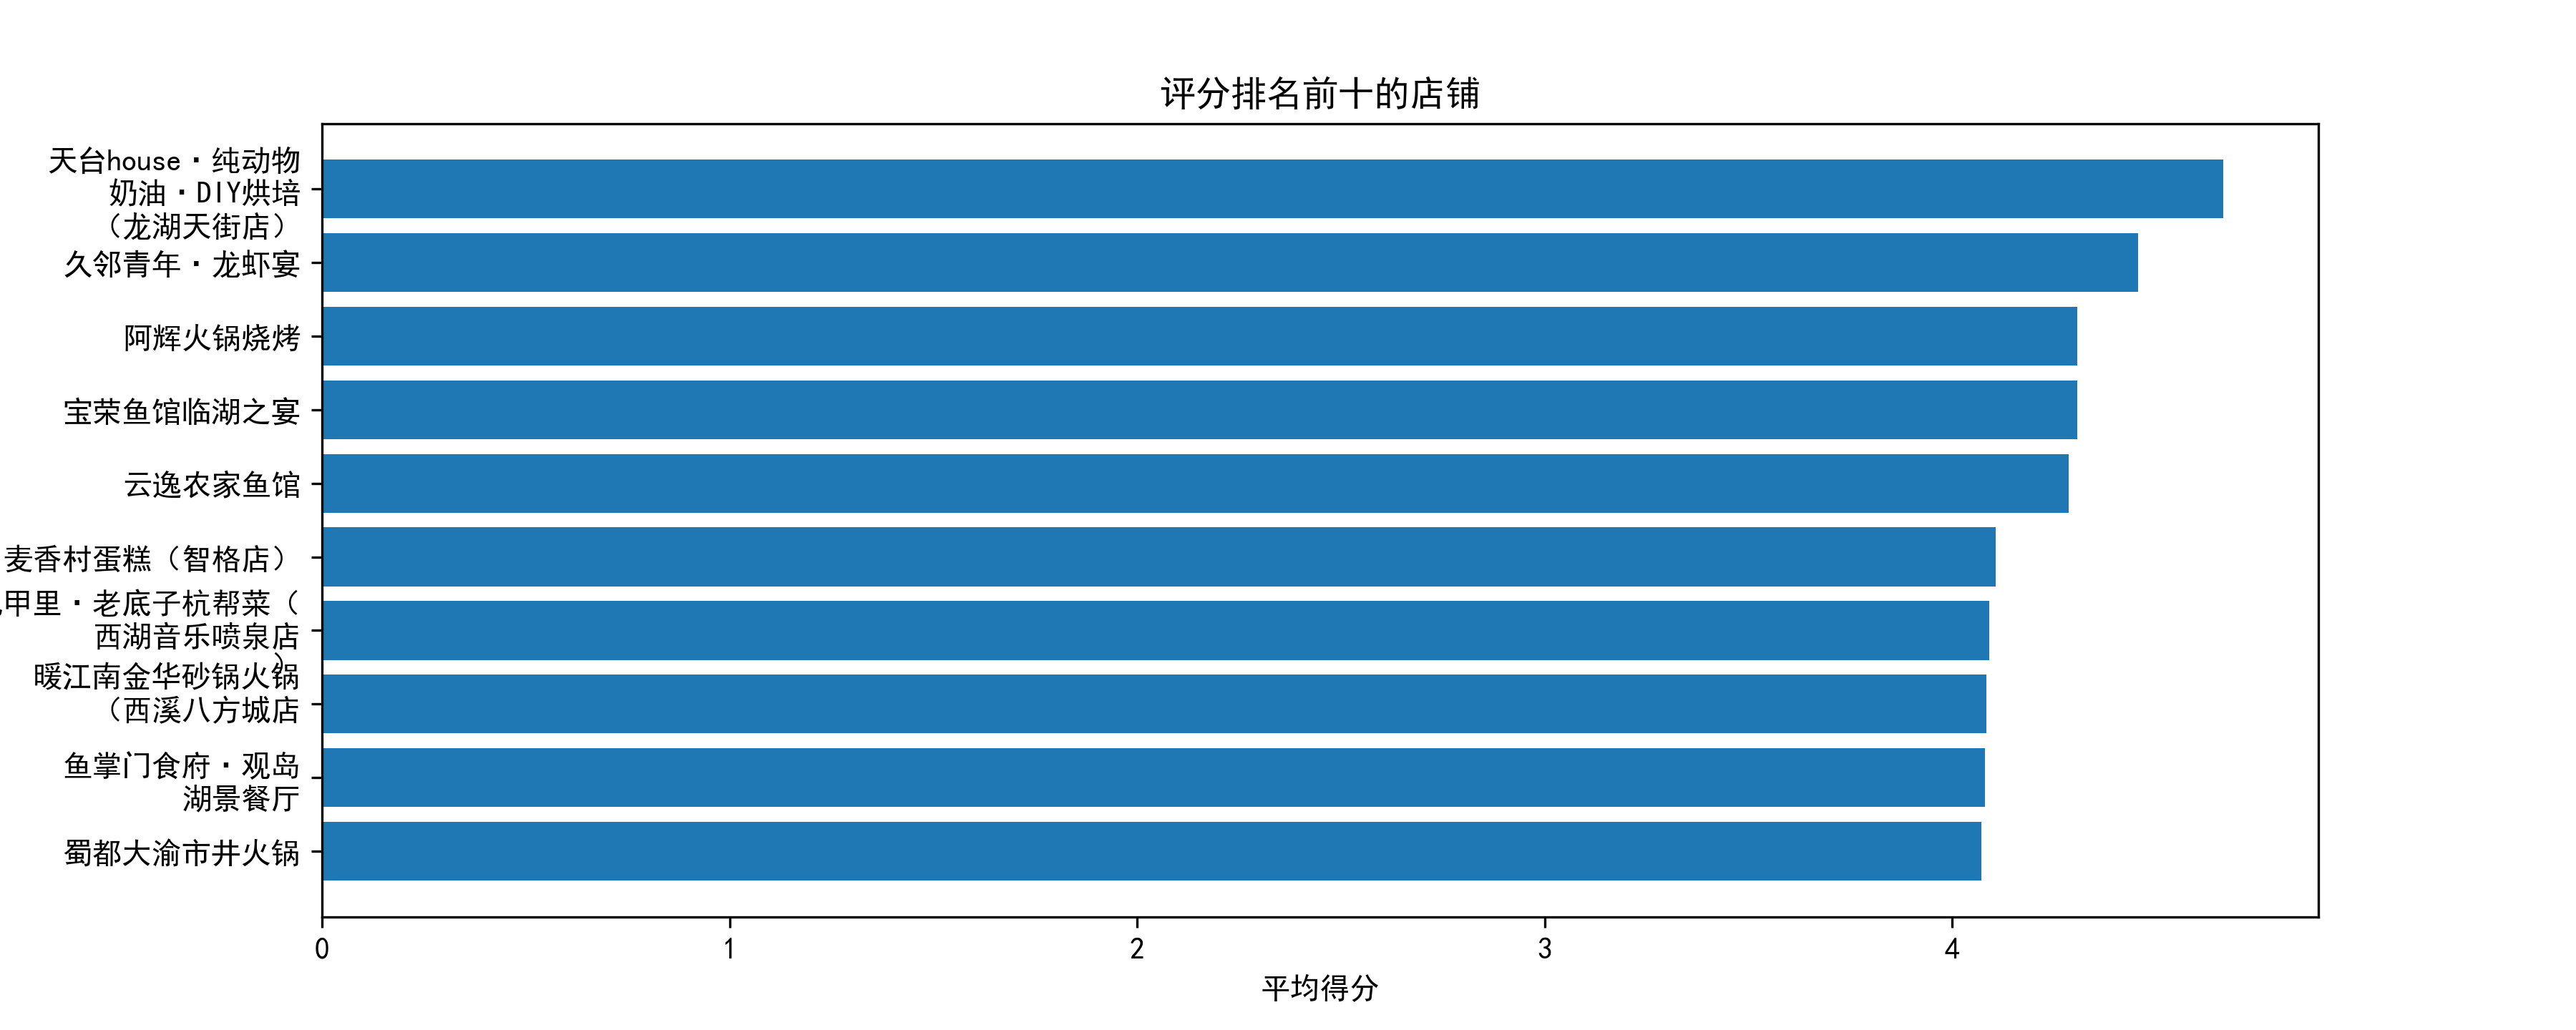 评分排名前十的店铺
天台house·纯动物
奶油·DIY烘培
（龙湖天街店）
久邻青年·龙虾宴
阿辉火锅烧烤
宝荣鱼馆临湖之宴
云逸农家鱼馆
麦香村蛋糕（智格店）
甲里·老底子杭帮菜（
西湖音乐喷泉店
）
暖江南金华砂锅火锅
（西溪八方城店
鱼掌门食府·观岛
湖景餐厅
蜀都大渝市井火锅
0 1 2 3 4
平均得分